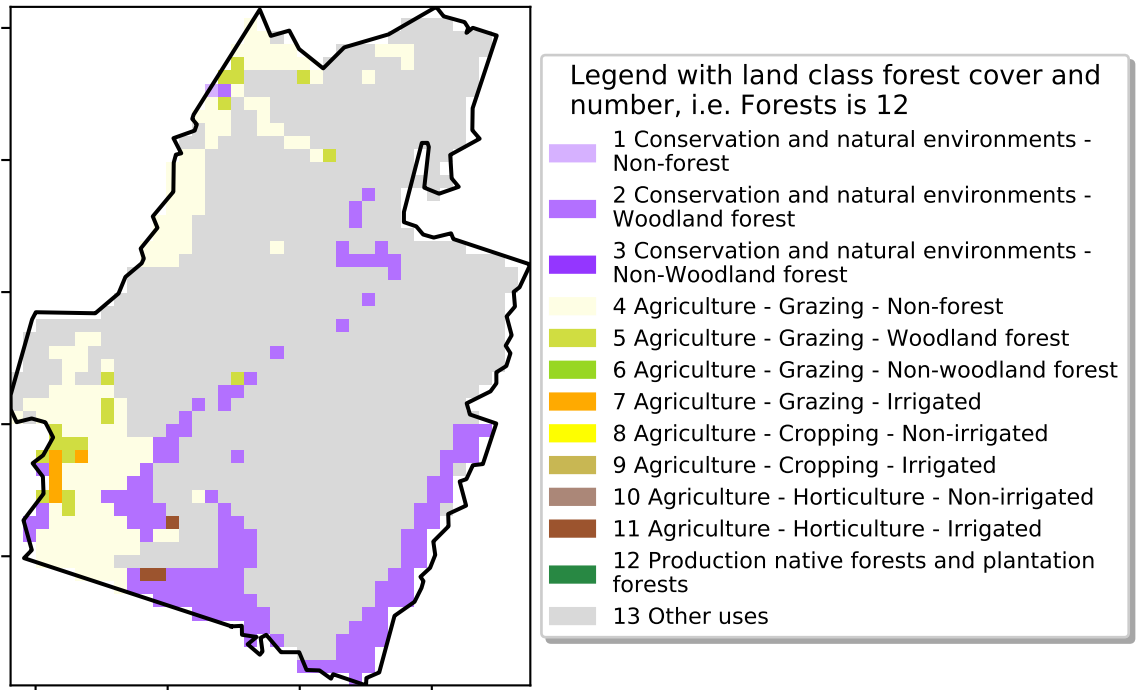 Legend with land class forest cover and
number, i.e. Forests is 12
1 Conservation and natural environments -
Non-forest
2 Conservation and natural environments -
Woodland forest
3 Conservation and natural environments -
Non-Woodland forest
4 Agriculture - Grazing - Non-forest
5 Agriculture - Grazing - Woodland forest
6 Agriculture - Grazing - Non-woodland forest
7 Agriculture - Grazing - Irrigated
8 Agriculture - Cropping - Non-irrigated
9 Agriculture - Cropping - Irrigated
10 Agriculture - Horticulture - Non-irrigated
11 Agriculture - Horticulture - Irrigated
12 Production native forests and plantation
forests
13 Other uses